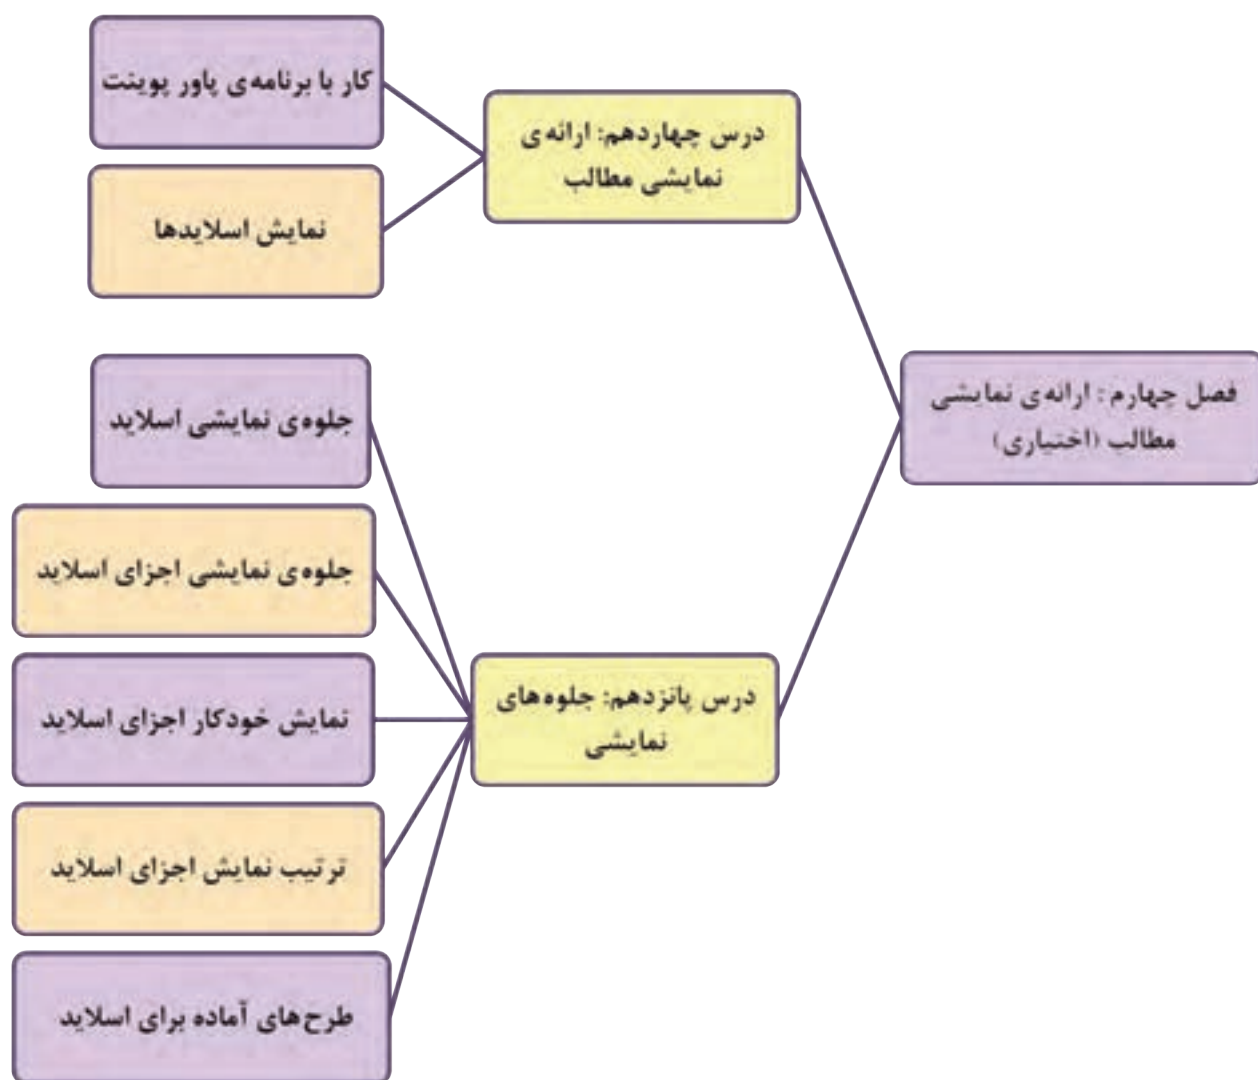 فصل چهارم: ارائه‌ی نمایشی
مطالب (اختیاری)
درس چهاردهم: ارائه‌ی
نمایشی مطالب
کار با برنامه‌ی پاور پوینت
نمایش اسلایدها
درس پانزدهم: جلوه‌های
نمایشی
جلوه‌ی نمایشی اسلاید
جلوه‌ی نمایشی اجزای اسلاید
نمایش خودکار اجزای اسلاید
ترتیب نمایش اجزای اسلاید
طرح‌های آماده برای اسلاید